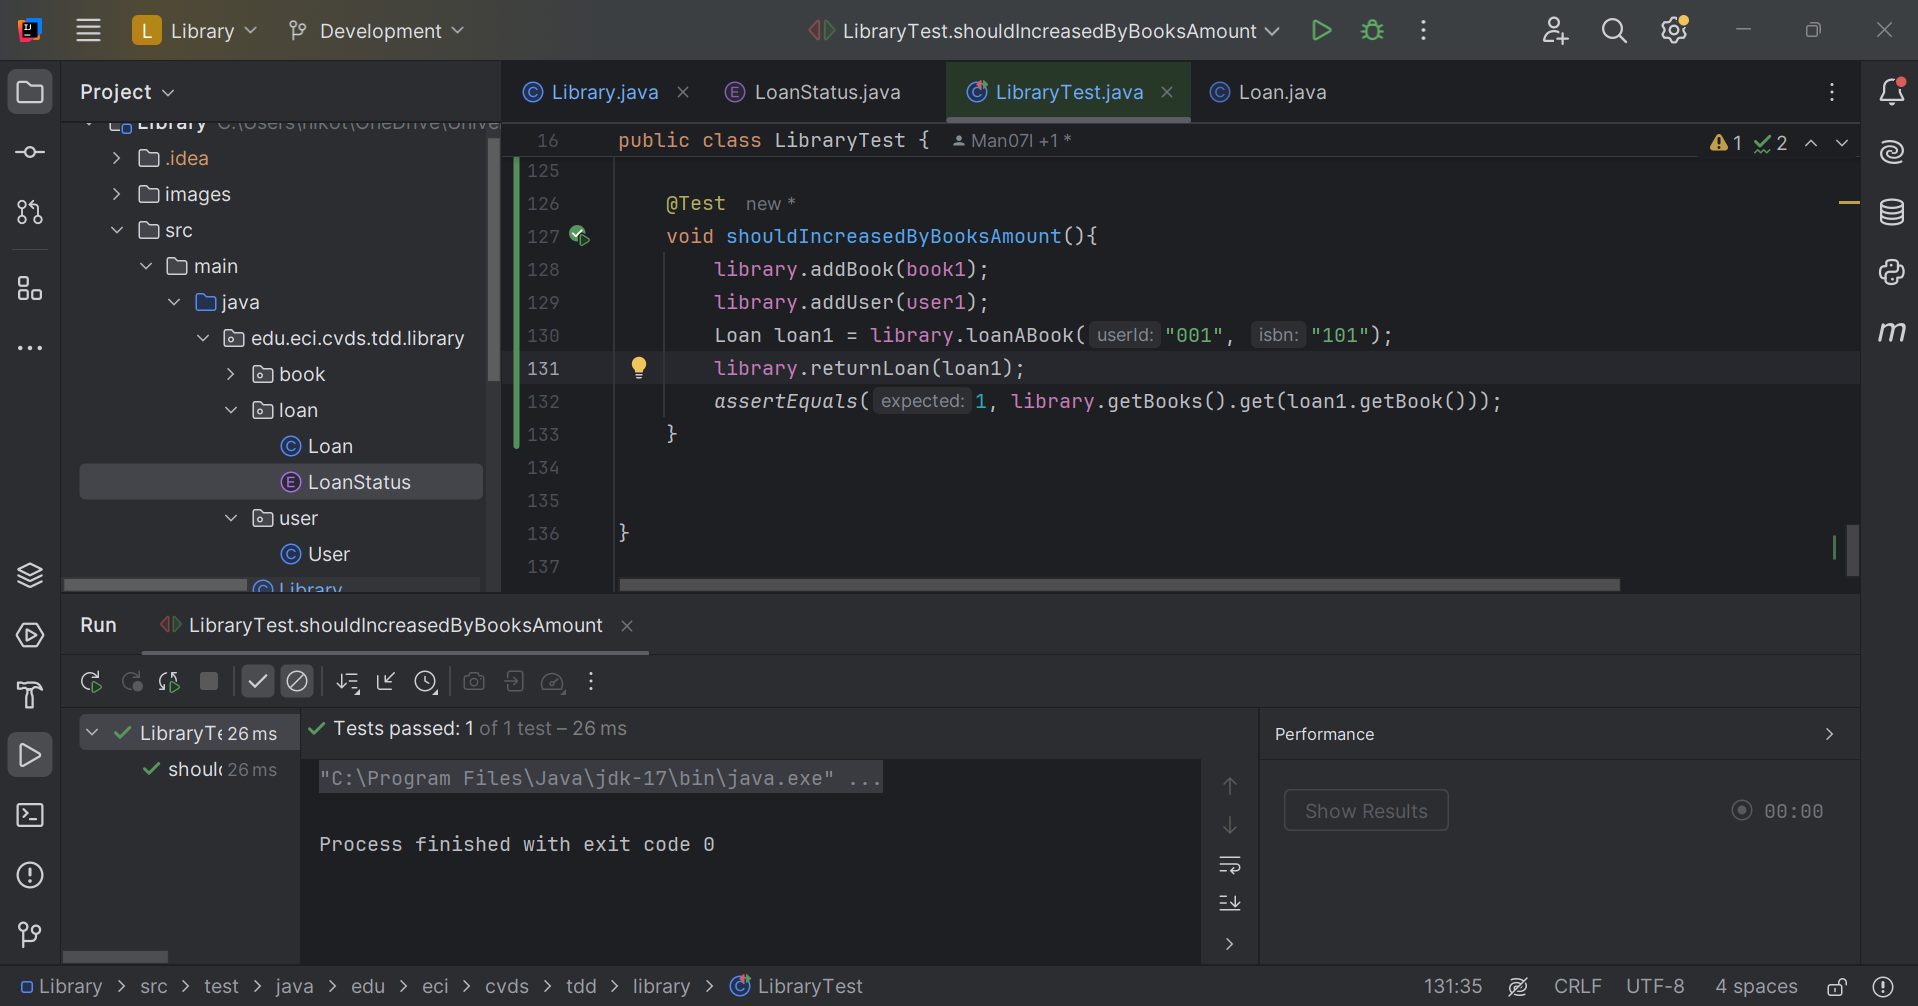 L Library Development LibraryTest.shouldIncreasedByBooksAmount
Project
Library.java LoanStatus.java LibraryTest.java Loan.java
Library C:\Users\nikot\OneDrive\Unive
.idea
images
src
main
java
edu.eci.cvds.tdd.library
book
loan
Loan
LoanStatus
user
User
Library
16 public class LibraryTest { Man07l +1 *
1 2
125
126 @Test new *
127 void shouldIncreasedByBooksAmount(){
128 library.addBook(book1);
129 library.addUser(user1);
130 Loan loan1 = library.loanABook( userId: "001", isbn: "101");
131 library.returnLoan(loan1);
132 assertEquals( expected: 1, library.getBooks().get(loan1.getBook()));
133 }
134
135
136 }
137
m
Run LibraryTest.shouldIncreasedByBooksAmount
LibraryTe 26 ms
should 26 ms
Tests passed: 1 of 1 test – 26 ms
"C:\Program Files\Java\jdk-17\bin\java.exe" ...
Process finished with exit code 0
Performance
Show Results 00:00
Library > src > test > java > edu > eci > cvds > tdd > library > LibraryTest
131:35 CRLF UTF-8 4 spaces